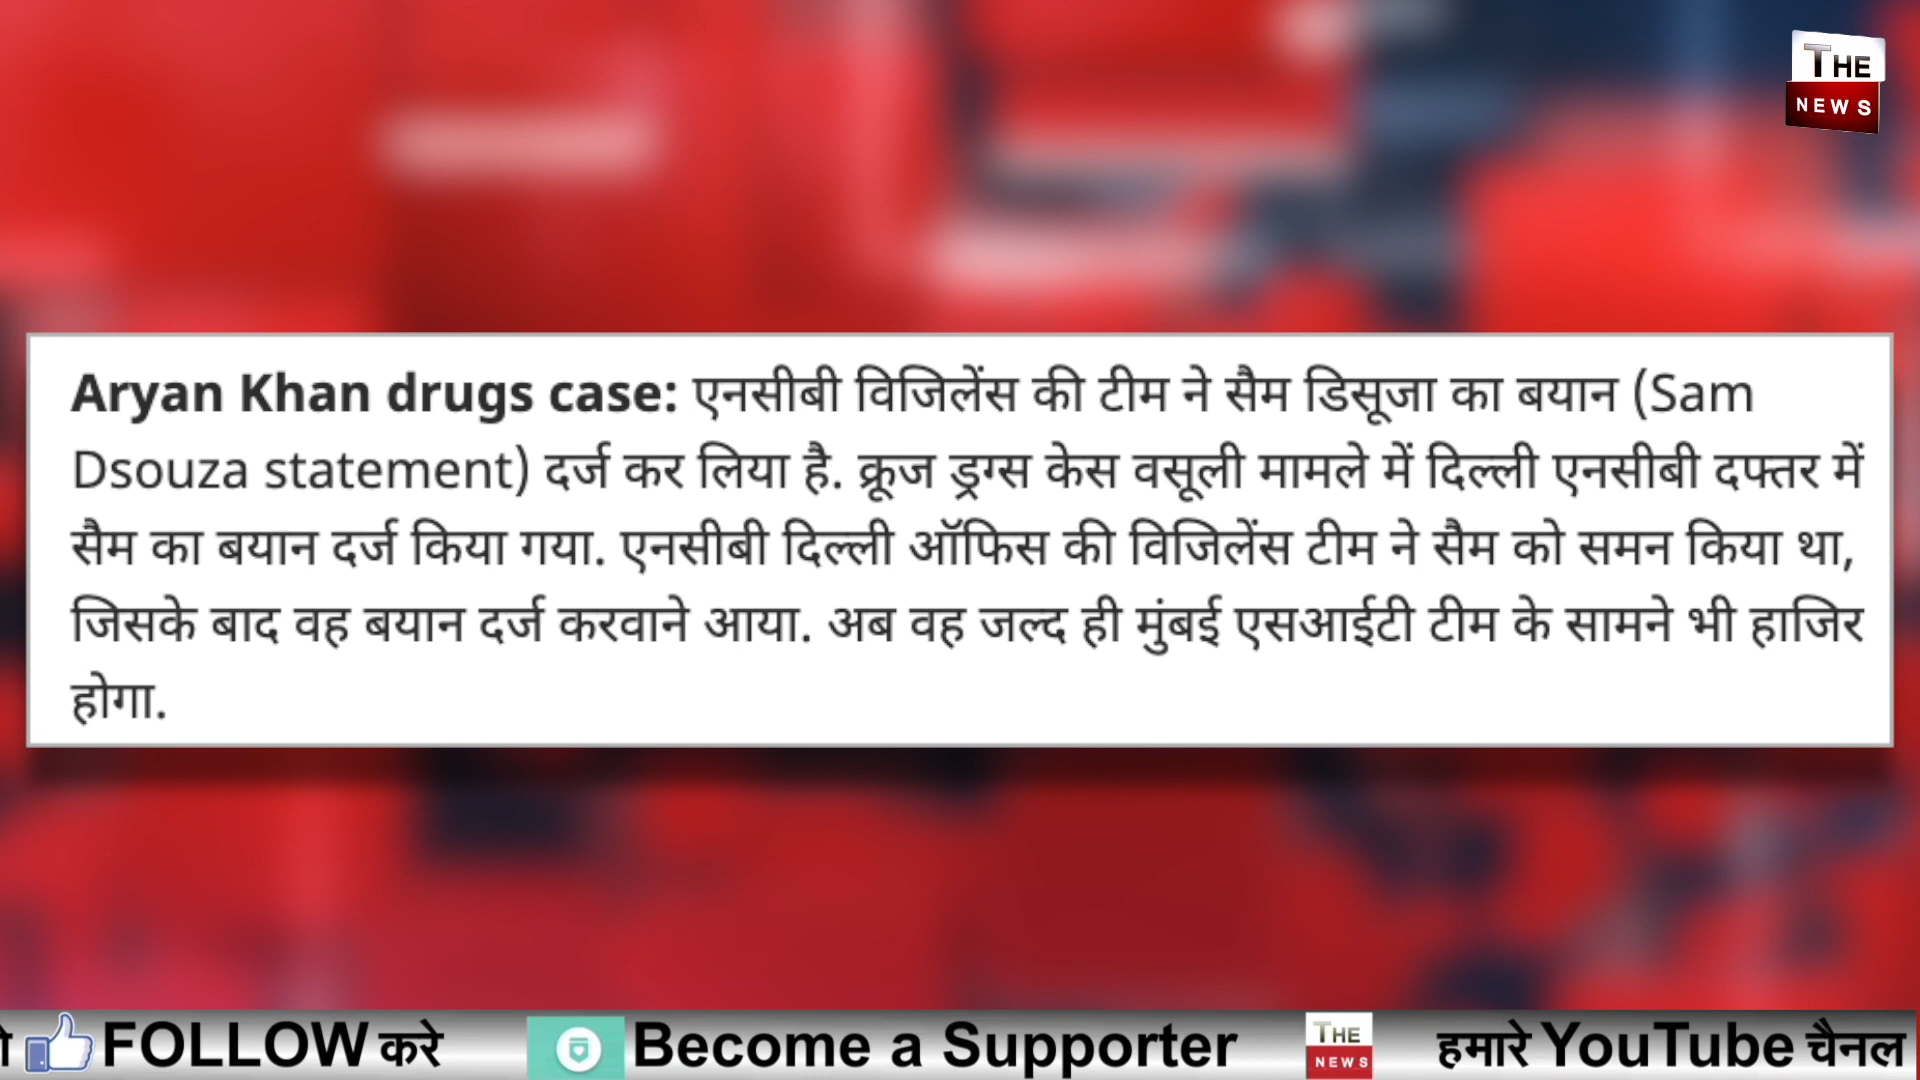 THE
NEWS
Aryan Khan drugs case: एनसीबी विजिलेंस की टीम ने सैम डिसूजा का बयान (Sam
Dsouza statement) दर्ज कर लिया है. क्रूज ड्रग्स केस वसूली मामले में दिल्ली एनसीबी दफ्तर में
सैम का बयान दर्ज किया गया. एनसीबी दिल्ली ऑफिस की विजिलेंस टीम ने सैम को समन किया था,
जिसके बाद वह बयान दर्ज करवाने आया. अब वह जल्द ही मुंबई एसआईटी टीम के सामने भी हाजिर
होगा.
FOLLOW करे Become a Supporter THE NEWS हमारे YouTube चैनल